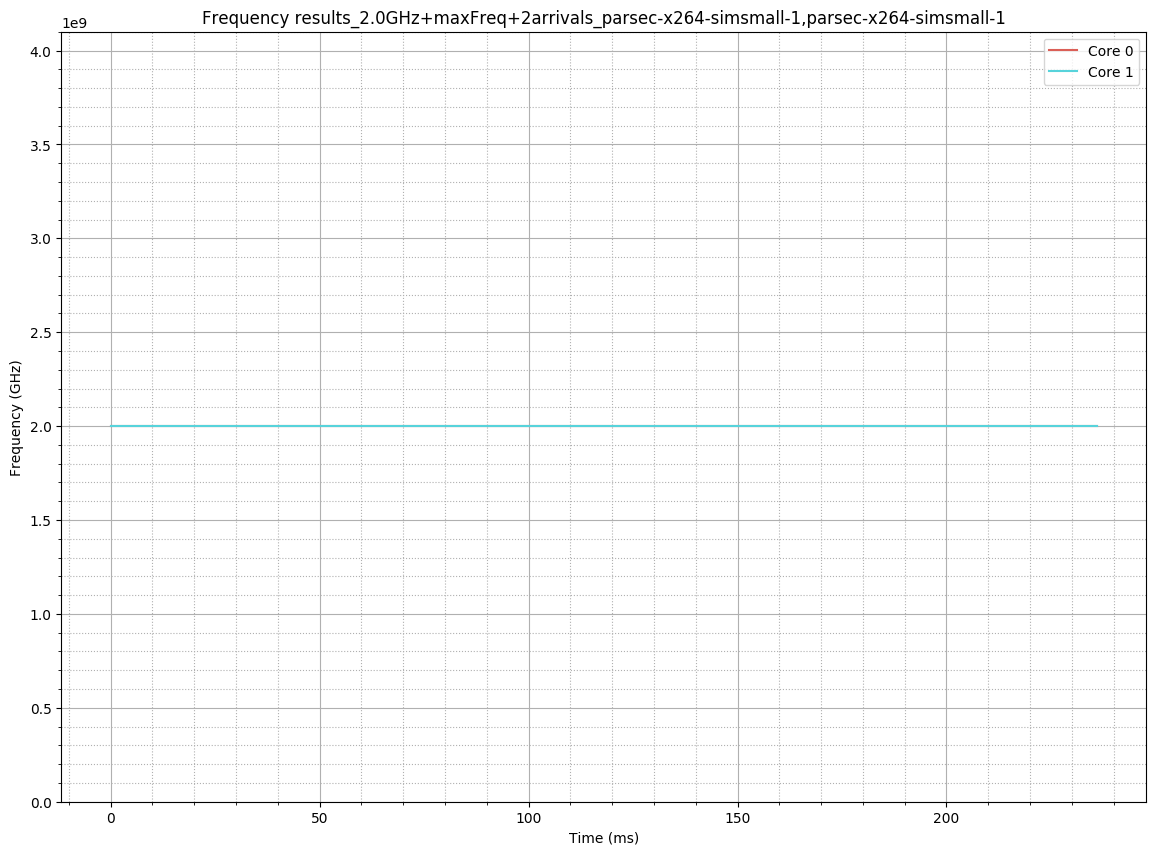 Frequency results_2.0GHz+maxFreq+2arrivals_parsec-x264-simsmall-1,parsec-x264-simsmall-1
1e9
4.0
3.5
3.0
2.5
2.0
1.5
1.0
0.5
0.0
Frequency (GHz)
Core 0
Core 1
0 50 100 150 200
Time (ms)